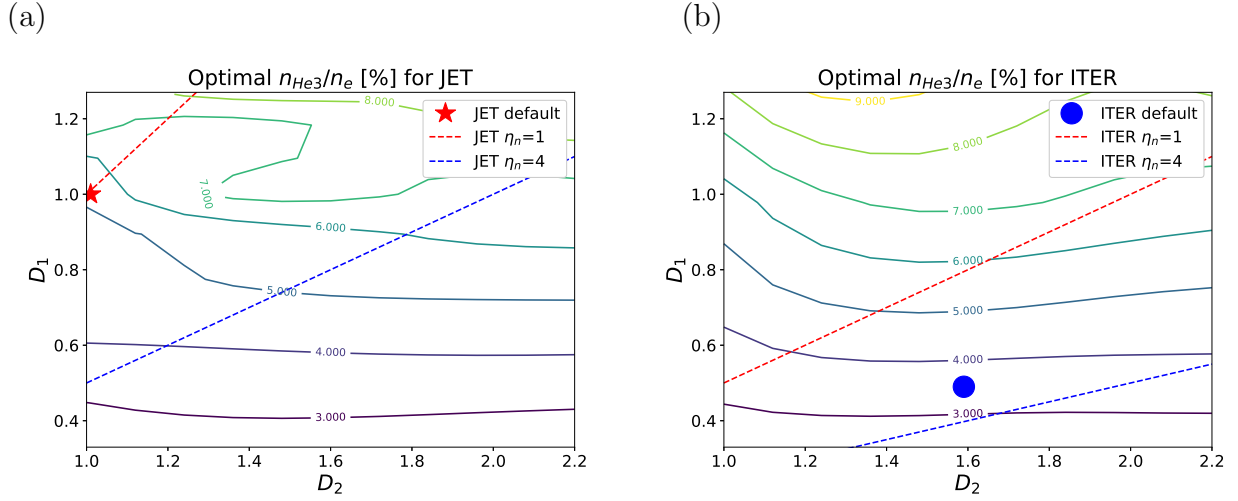 (a)
Optimal n_{He3}/n_e [%] for JET
JET default
JET η_n=1
JET η_n=4
8.000
7.000
6.000
5.000
4.000
3.000
1.2
1.0
0.8
0.6
0.4
D_1
1.0 1.2 1.4 1.6 1.8 2.0 2.2
D_2
(b)
Optimal n_{He3}/n_e [%] for ITER
ITER default
ITER η_n=1
ITER η_n=4
9.000
8.000
7.000
6.000
5.000
4.000
3.000
1.2
1.0
0.8
0.6
0.4
D_1
1.0 1.2 1.4 1.6 1.8 2.0 2.2
D_2